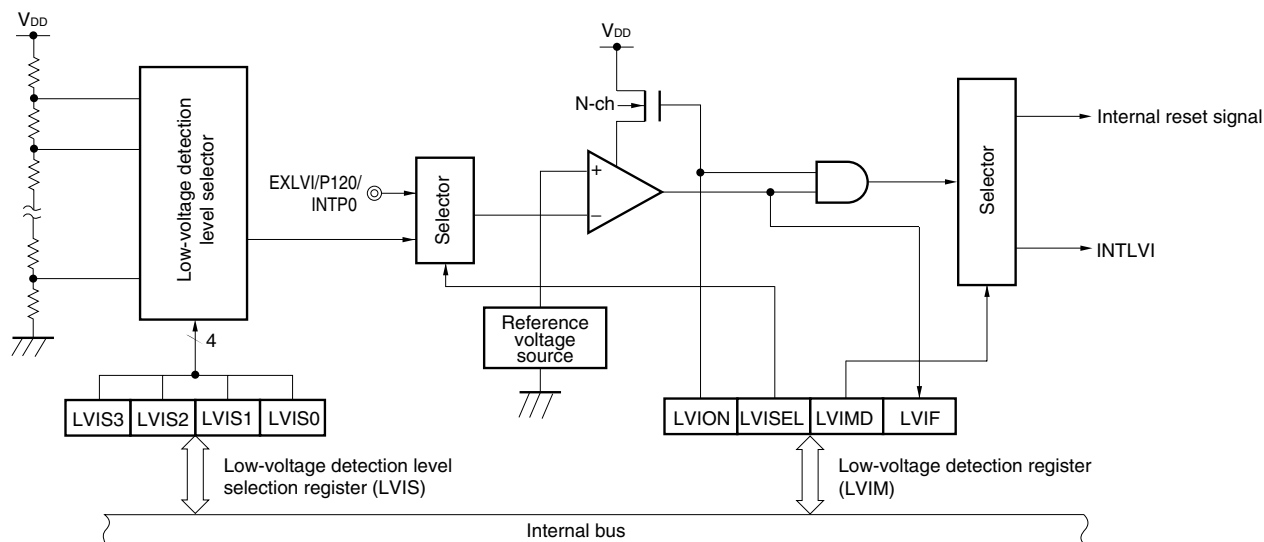 VDD
VDD
Low-voltage detection
level selector
N-ch
Selector
Internal reset signal
EXLVI/P120/
INTP0
Selector
+
−
INTLVI
4
Reference
voltage
source
LVIS3 LVIS2 LVIS1 LVIS0
LVION LVISEL LVIMD LVIF
Low-voltage detection level
selection register (LVIS)
Low-voltage detection register
(LVIM)
Internal bus